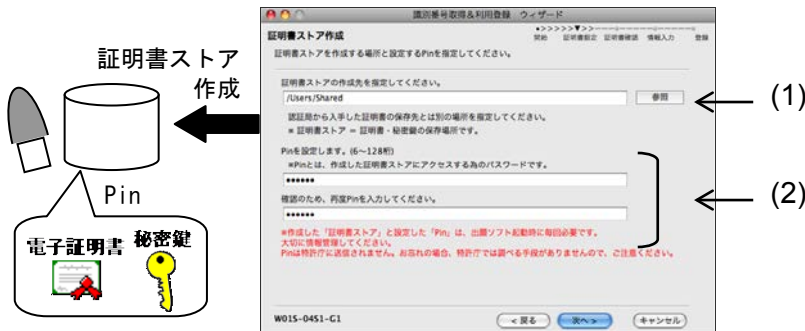 証明書ストア
作成
Pin
電子証明書
秘密鍵
識別番号取得&利用登録 ウィザード
証明書ストア作成
開始 証明書設定 証明書確認 情報入力 登録
証明書ストアを作成する場所と設定するPinを指定してください。
証明書ストアの作成先を指定してください。
/Users/Shared
参照
認証局から入手した証明書の保存先とは別の場所を指定してください。
※ 証明書ストア = 証明書・秘密鍵の保存場所です。
Pinを設定します。(6～128桁)
※Pinとは、作成した証明書ストアにアクセスする為のパスワードです。
••••••
確認のため、再度Pinを入力してください。
••••••
※作成した「証明書ストア」と設定した「Pin」は、出願ソフト起動時に毎回必要です。
大切に情報管理してください。
Pinは特許庁に送信されません。お忘れの場合、特許庁では調べる手段がありませんので、ご注意ください。
W01S-04S1-G1
< 戻る
次へ >
キャンセル
(1)
(2)